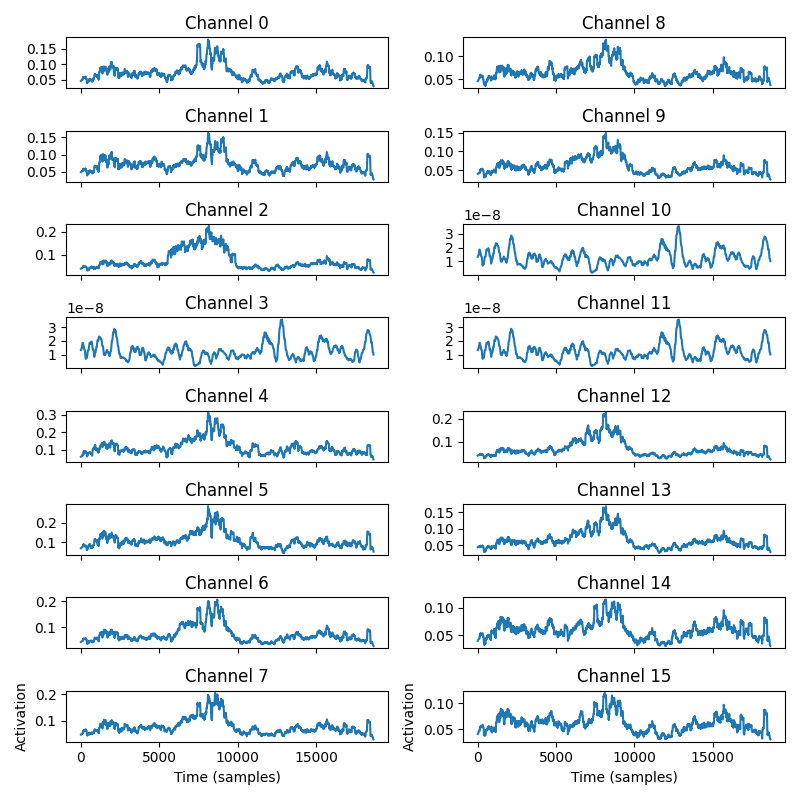 Channel 0
0.15
0.10
0.05
Channel 1
0.15
0.10
0.05
Channel 2
0.2
0.1
Channel 3
1e−8
3
2
1
Channel 4
0.3
0.2
0.1
Channel 5
0.2
0.1
Channel 6
0.2
0.1
Channel 7
0.2
0.1
Activation
0 5000 10000 15000
Time (samples)
Channel 8
0.10
0.05
Channel 9
0.15
0.10
0.05
Channel 10
1e−8
3
2
1
Channel 11
1e−8
3
2
1
Channel 12
0.2
0.1
Channel 13
0.15
0.10
0.05
Channel 14
0.10
0.05
Channel 15
0.10
0.05
Activation
0 5000 10000 15000
Time (samples)